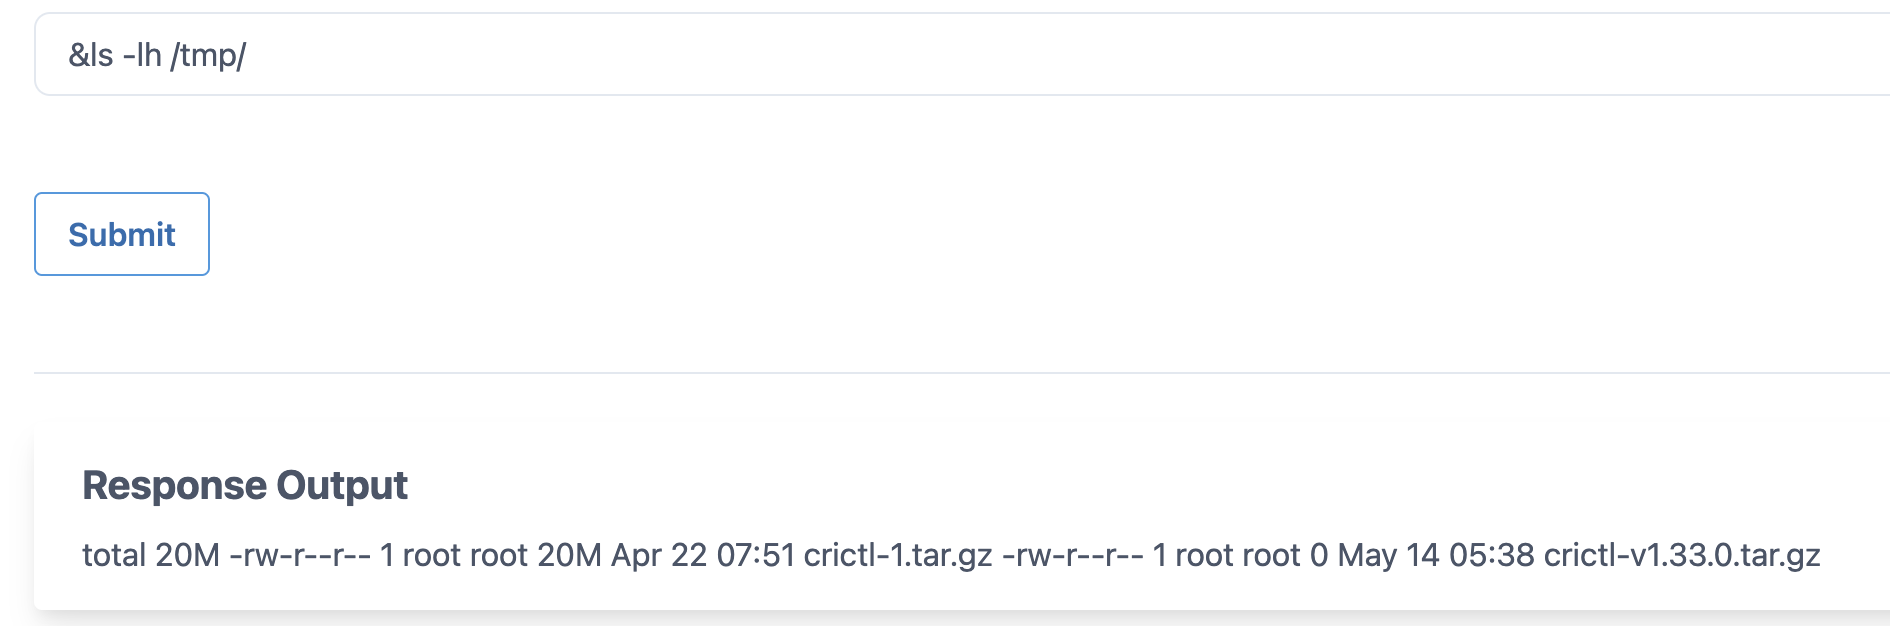 &ls -lh /tmp/
Submit
Response Output
total 20M -rw-r--r-- 1 root root 20M Apr 22 07:51 crictl-1.tar.gz -rw-r--r-- 1 root root 0 May 14 05:38 crictl-v1.33.0.tar.gz